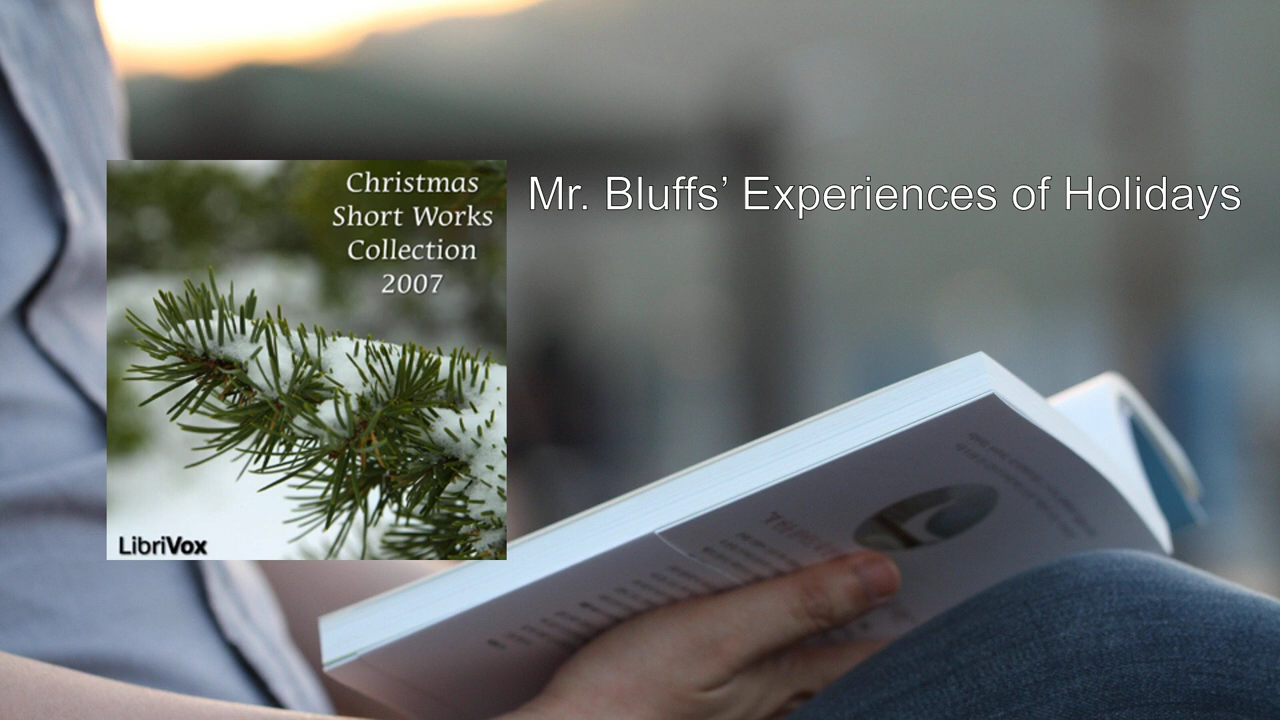 Christmas
Short Works
Collection
2007
Mr. Bluffs’ Experiences of Holidays
LibriVox